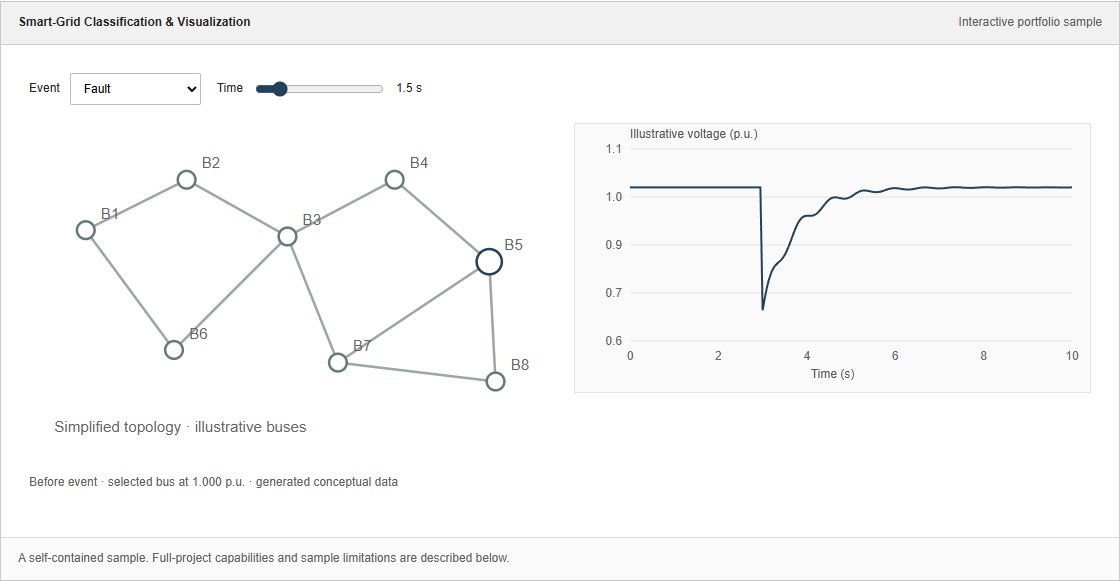 Smart-Grid Classification & Visualization
Interactive portfolio sample
Event
Fault
Time
1.5 s
B1
B2
B3
B4
B5
B6
B7
B8
Simplified topology · illustrative buses
Illustrative voltage (p.u.)
1.1
1.0
0.9
0.7
0.6
0 2 4 6 8 10
Time (s)
Before event · selected bus at 1.000 p.u. · generated conceptual data
A self-contained sample. Full-project capabilities and sample limitations are described below.